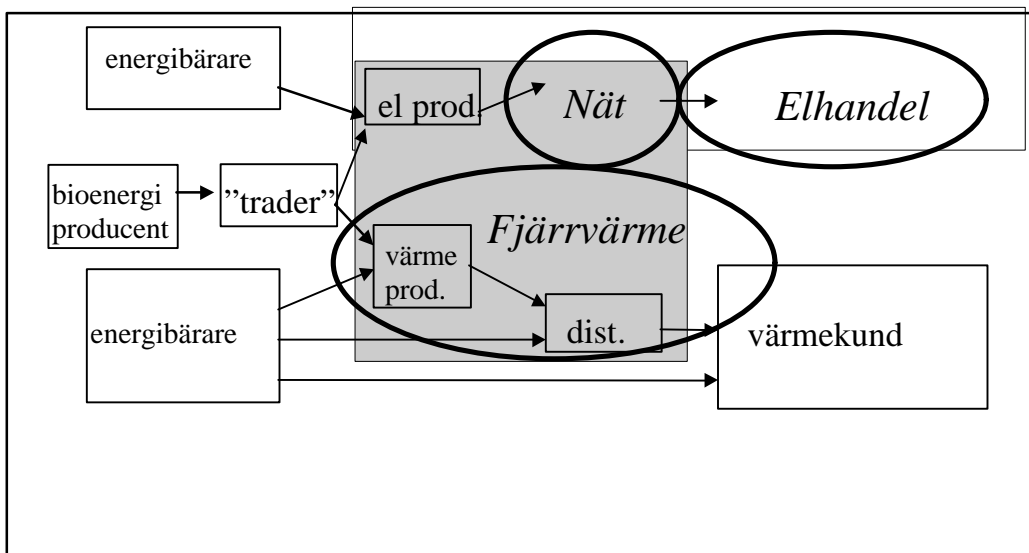 energibärare
el prod.
Nät
Elhandel
bioenergi
producent
”trader”
Fjärrvärme
värme
prod.
energibärare
dist.
värmekund